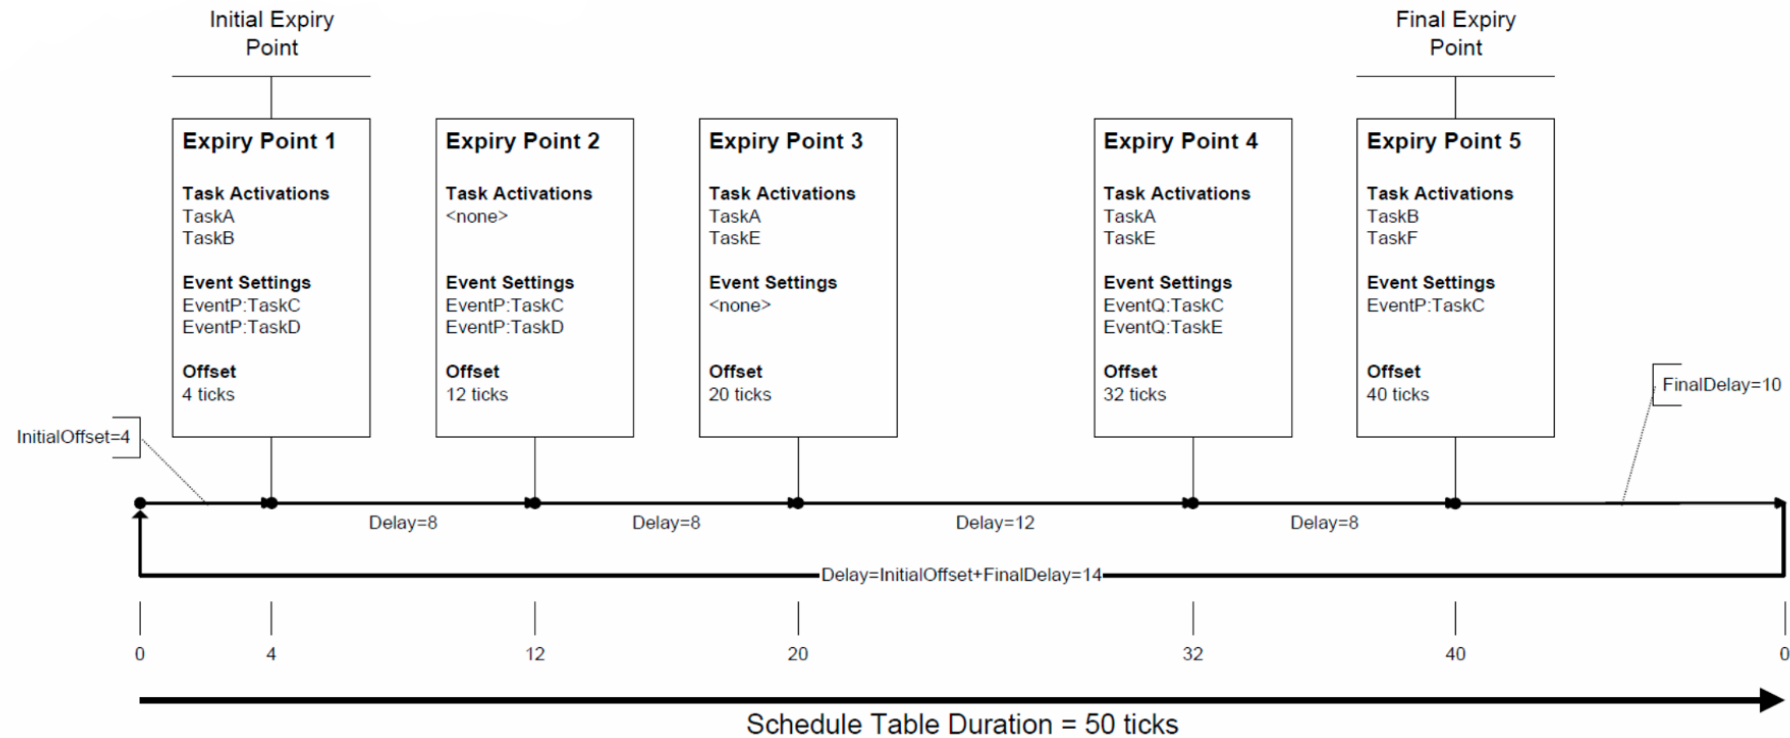 Initial Expiry
Point
Final Expiry
Point
Expiry Point 1
Task Activations
TaskA
TaskB
Event Settings
EventP:TaskC
EventP:TaskD
Offset
4 ticks
Expiry Point 2
Task Activations
<none>
Event Settings
EventP:TaskC
EventP:TaskD
Offset
12 ticks
Expiry Point 3
Task Activations
TaskA
TaskE
Event Settings
<none>
Offset
20 ticks
Expiry Point 4
Task Activations
TaskA
TaskE
Event Settings
EventQ:TaskC
EventQ:TaskE
Offset
32 ticks
Expiry Point 5
Task Activations
TaskB
TaskF
Event Settings
EventP:TaskC
Offset
40 ticks
InitialOffset=4
FinalDelay=10
Delay=8
Delay=8
Delay=12
Delay=8
Delay=InitialOffset+FinalDelay=14
0
4
12
20
32
40
0
Schedule Table Duration = 50 ticks